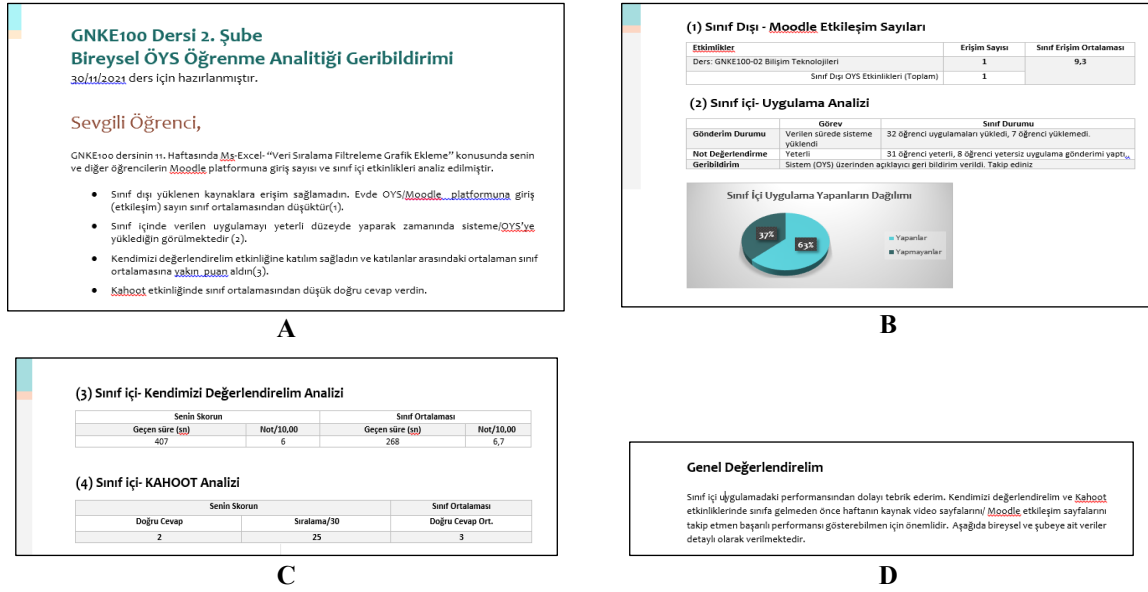 GNKE100 Dersi 2. Şube
Bireysel ÖYS Öğrenme Analitiği Geribildirimi
30/11/2021 ders için hazırlanmıştır.
Sevgili Öğrenci,
GNKE100 dersinin 11. Haftasında Ms-Excel- “Veri Sıralama Filtreleme Grafik Ekleme” konusunda senin
ve diğer öğrencilerin Moodle platformuna giriş sayısı ve sınıf içi etkinlikleri analiz edilmiştir.
● Sınıf dışı yüklenen kaynaklara erişim sağlamadın. Evde OYS/Moodle platformuna giriş
(etkileşim) sayın sınıf ortalamasından düşüktür(1).
● Sınıf içinde verilen uygulamayı yeterli düzeyde yaparak zamanında sisteme/OYS’ye
yüklediğin görülmektedir (2).
● Kendimizi değerlendirelim etkinliğine katılım sağladın ve katılanlar arasındaki ortalaman sınıf
ortalamasına yakın puan aldın(3).
● Kahoot etkinliğinde sınıf ortalamasından düşük doğru cevap verdin.
A
(1) Sınıf Dışı - Moodle Etkileşim Sayıları
Etkimlikler Erişim Sayısı Sınıf Erişim Ortalaması
Ders: GNKE100-02 Bilişim Teknolojileri 1 9,3
Sınıf Dışı OYS Etkinlikleri (Toplam) 1
(2) Sınıf içi- Uygulama Analizi
Görev Sınıf Durumu
Gönderim Durumu Verilen sürede sisteme yüklendi 32 öğrenci uygulamaları yükledi, 7 öğrenci yüklemedi.
Not Değerlendirme Yeterli 31 öğrenci yeterli, 8 öğrenci yetersiz uygulama gönderimi yaptı..
Geribildirim Sistem (OYS) üzerinden açıklayıcı geri bildirim verildi. Takip ediniz
Sınıf İçi Uygulama Yapanların Dağılımı
37%
63%
Yapanlar
Yapmayanlar
B
(3) Sınıf içi- Kendimizi Değerlendirelim Analizi
Senin Skorun Sınıf Ortalaması
Geçen süre (sn) Not/10,00 Geçen süre (sn) Not/10,00
407 6 268 6,7
(4) Sınıf içi- KAHOOT Analizi
Senin Skorun Sınıf Ortalaması
Doğru Cevap Sıralama/30 Doğru Cevap Ort.
2 25 3
C
Genel Değerlendirelim
Sınıf içi uygulamadaki performansından dolayı tebrik ederim. Kendimizi değerlendirelim ve Kahoot
etkinliklerinde sınıfa gelmeden önce haftanın kaynak video sayfalarını/ Moodle etkileşim sayfalarını
takip etmen başarılı performansı gösterebilmen için önemlidir. Aşağıda bireysel ve şubeye ait veriler
detaylı olarak verilmektedir.
D